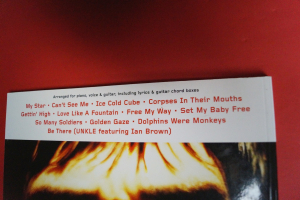 Arranged for piano, voice & guitar, including lyrics & guitar chord boxes
My Star • Can't See Me • Ice Cold Cube • Corpses In Their Mouths
Gettin' High • Love Like A Fountain • Free My Way • Set My Baby Free
So Many Soldiers • Golden Gaze • Dolphins Were Monkeys
Be There (UNKLE featuring Ian Brown)